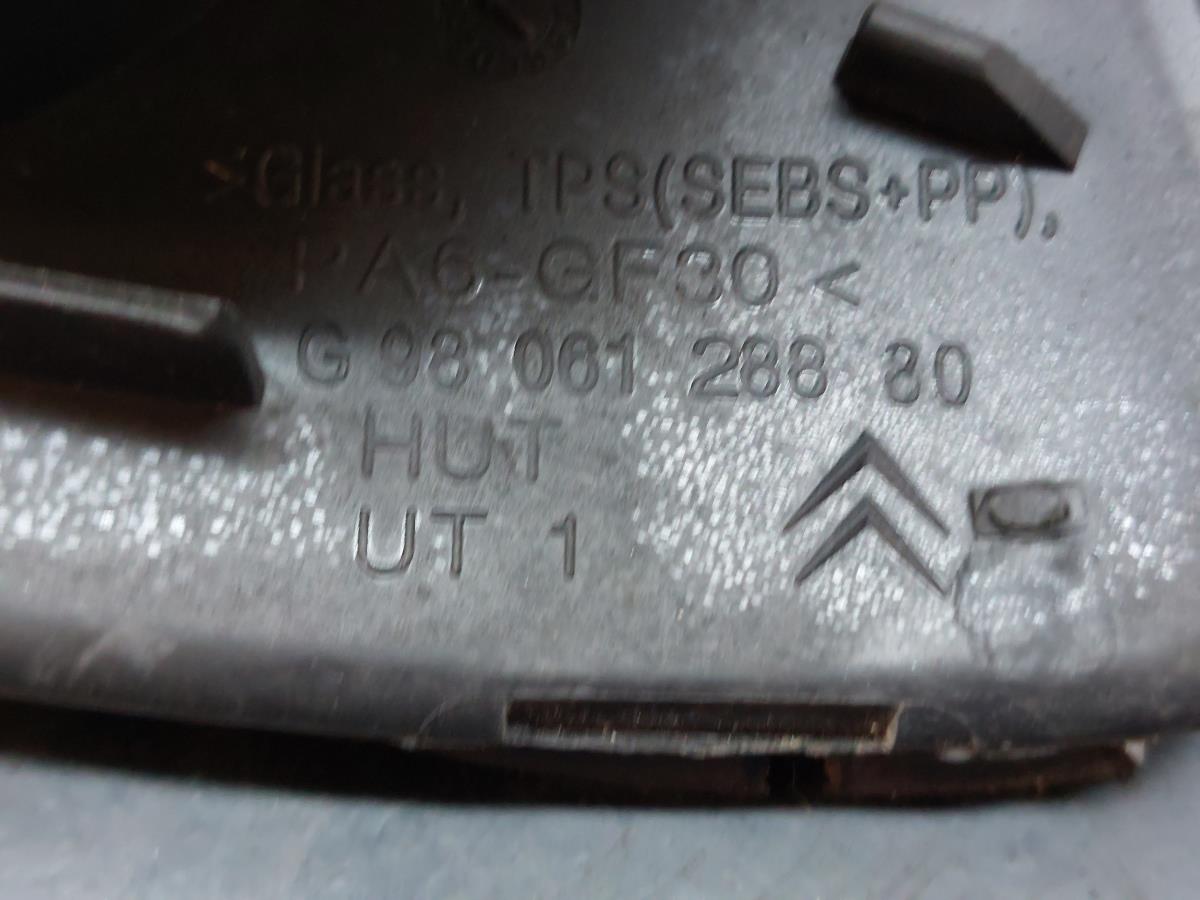 >Glass, TPS(SEBS+PP),
PA6-GF30<
G 98 061 288 80
HUT
UT 1